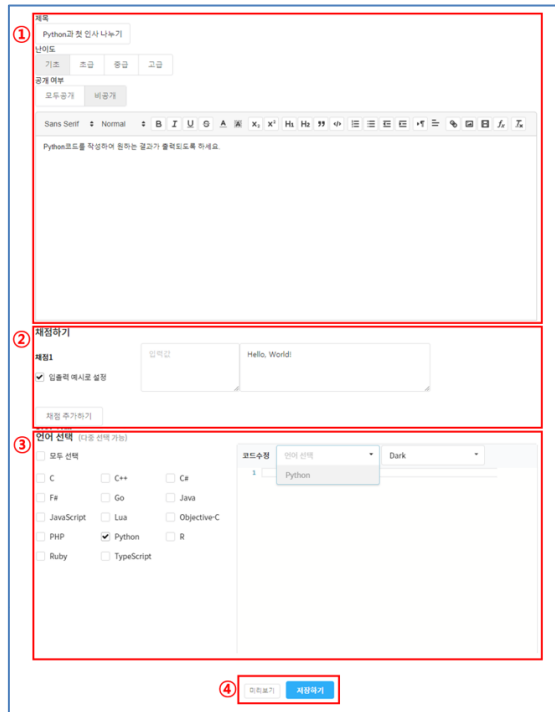 ①
제목
Python과 첫 인사 나누기
난이도
기초 초급 중급 고급
공개 여부
모두공개 비공개
Sans Serif Normal B I U S A A X₂ X² H₁ H₂ ” </> fx Tx
Python코드를 작성하여 원하는 결과가 출력되도록 하세요.
②
채점하기
채점1 입력값 Hello, World!
입출력 예시로 설정
채점 추가하기
③
언어 선택 (다중 선택 가능)
모두 선택 코드수정 언어 선택 Dark
1 Python
C C++ C#
F# Go Java
JavaScript Lua Objective-C
PHP Python R
Ruby TypeScript
④
미리보기 저장하기